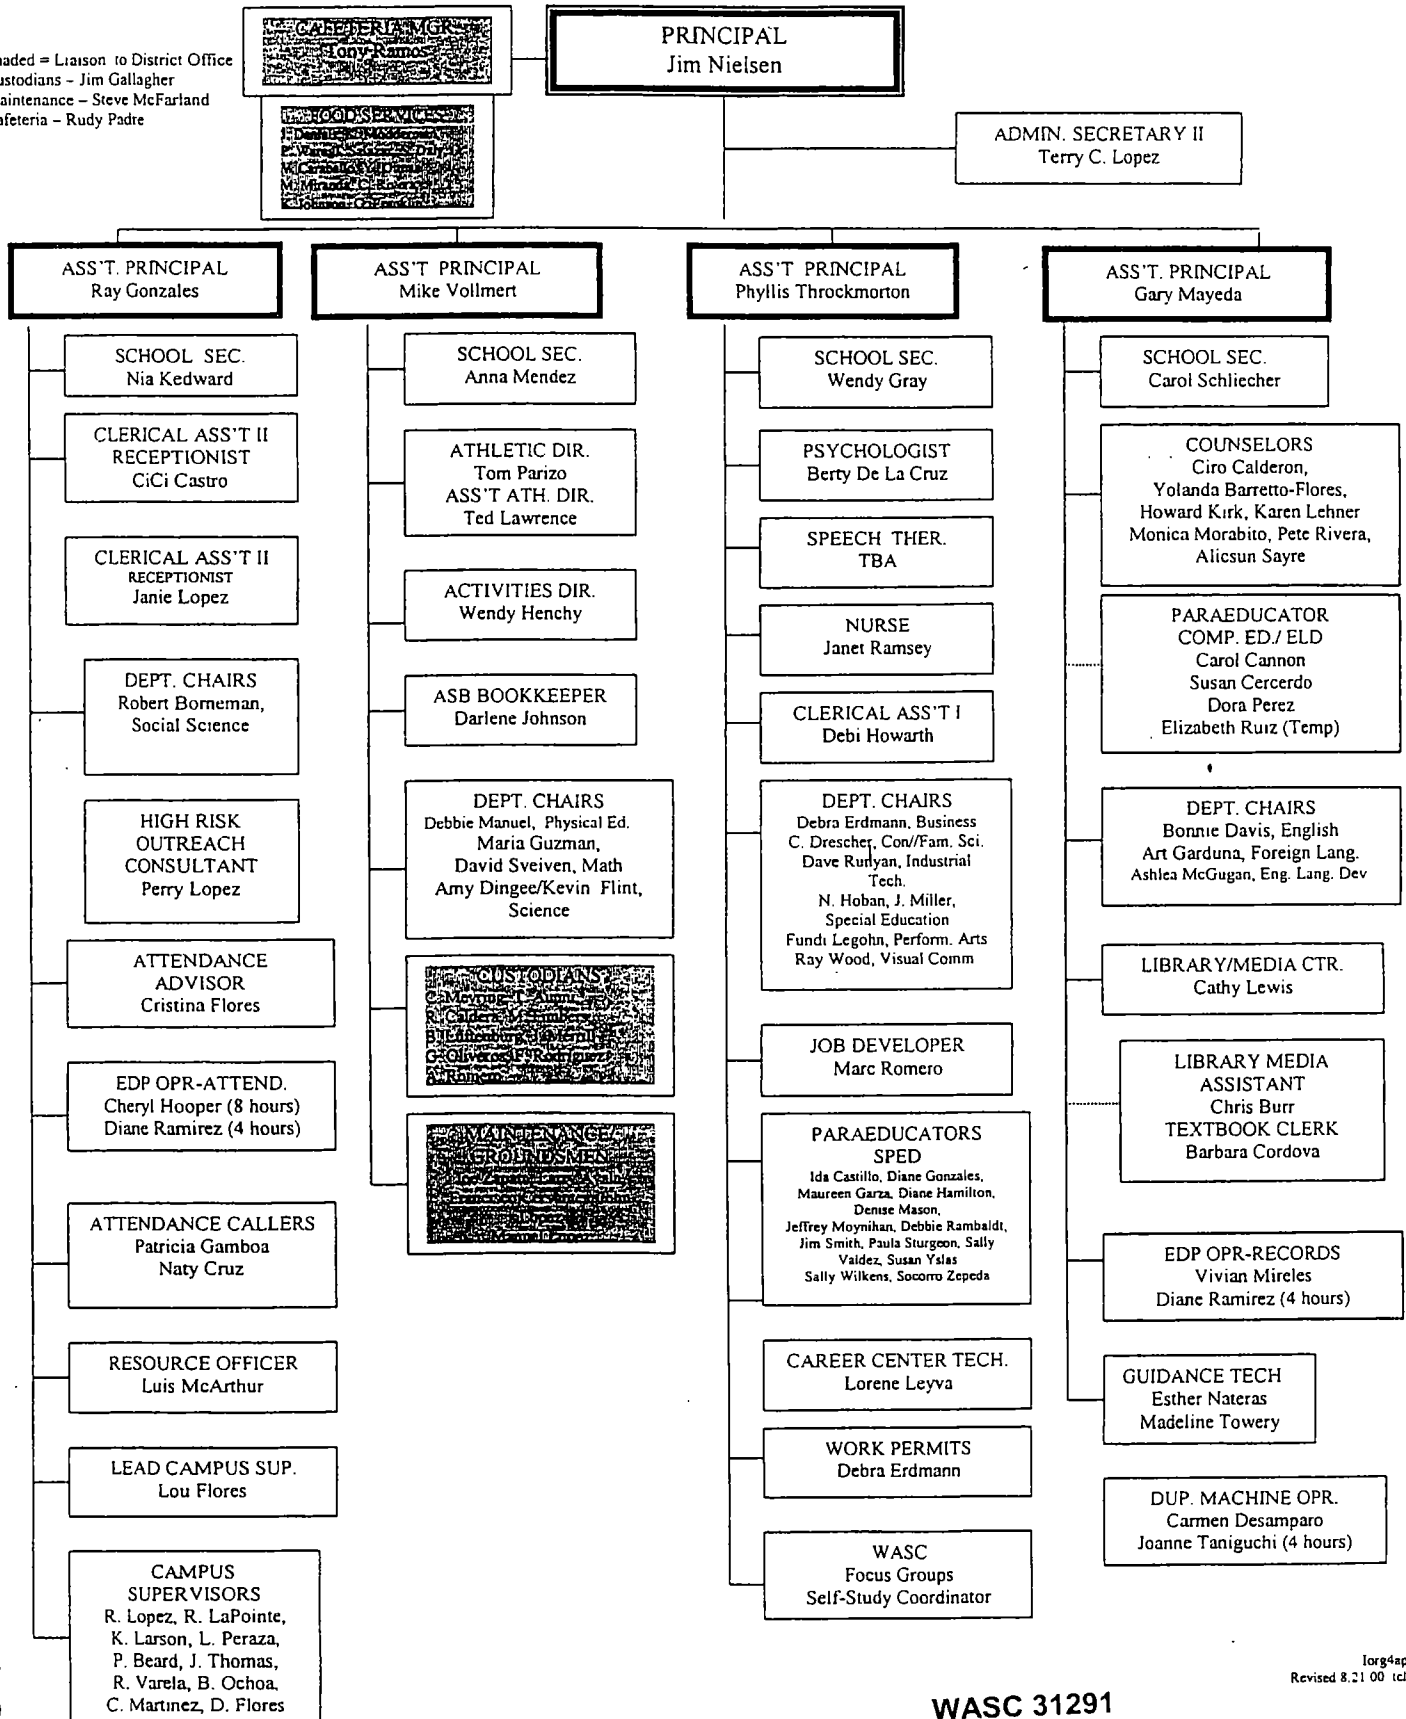 CAFETERIA MGR.
Tony Ramos
PRINCIPAL
Jim Nielsen
= Liaison to District Office
- Jim Gallagher
- Steve McFarland
- Rudy Padre
FOOD SERVICES
M. Miranda, C.
K. Johnson, G. Franklin
ADMIN. SECRETARY II
Terry C. Lopez
ASS'T. PRINCIPAL
Ray Gonzales
SCHOOL SEC.
Nia Kedward
CLERICAL ASS'T II
RECEPTIONIST
CiCi Castro
CLERICAL ASS'T II
RECEPTIONIST
Janie Lopez
DEPT. CHAIRS
Robert Borneman,
Social Science
HIGH RISK
OUTREACH
CONSULTANT
Perry Lopez
ATTENDANCE
ADVISOR
Cristina Flores
EDP OPR-ATTEND.
Cheryl Hooper (8 hours)
Diane Ramirez (4 hours)
ATTENDANCE CALLERS
Patricia Gamboa
Naty Cruz
RESOURCE OFFICER
Luis McArthur
LEAD CAMPUS SUP.
Lou Flores
CAMPUS
SUPERVISORS
R. Lopez, R. LaPointe,
K. Larson, L. Peraza,
P. Beard, J. Thomas,
R. Varela, B. Ochoa,
C. Martinez, D. Flores
ASS'T PRINCIPAL
Mike Vollmert
SCHOOL SEC.
Anna Mendez
ATHLETIC DIR.
Tom Parizo
ASS'T ATH. DIR.
Ted Lawrence
ACTIVITIES DIR.
Wendy Henchy
ASB BOOKKEEPER
Darlene Johnson
DEPT. CHAIRS
Debbie Manuel, Physical Ed.
Maria Guzman,
David Sveiven, Math
Amy Dingee/Kevin Flint,
Science
CUSTODIANS
C. Meyring, T.
R. Caldera, M.
G. Oliveros, F. Rodriguez
A. Romero
MAINTENANCE
GROUNDSMEN
Manuel Lopez
ASS'T PRINCIPAL
Phyllis Throckmorton
SCHOOL SEC.
Wendy Gray
PSYCHOLOGIST
Berty De La Cruz
SPEECH THER.
TBA
NURSE
Janet Ramsey
CLERICAL ASS'T I
Debi Howarth
DEPT. CHAIRS
Debra Erdmann, Business
C. Drescher, Con//Fam. Sci.
Dave Runyan, Industrial
Tech.
N. Hoban, J. Miller,
Special Education
Fundi Legohn, Perform. Arts
Ray Wood, Visual Comm
JOB DEVELOPER
Marc Romero
PARAEDUCATORS
SPED
Ida Castillo, Diane Gonzales,
Maureen Garza, Diane Hamilton,
Denise Mason,
Jeffrey Moynihan, Debbie Rambaldt,
Jim Smith, Paula Sturgeon, Sally
Valdez, Susan Yslas
Sally Wilkens, Socorro Zepeda
CAREER CENTER TECH.
Lorene Leyva
WORK PERMITS
Debra Erdmann
WASC
Focus Groups
Self-Study Coordinator
ASS'T. PRINCIPAL
Gary Mayeda
SCHOOL SEC.
Carol Schliecher
COUNSELORS
Ciro Calderon,
Yolanda Barretto-Flores,
Howard Kirk, Karen Lehner
Monica Morabito, Pete Rivera,
Alicsun Sayre
PARAEDUCATOR
COMP. ED./ ELD
Carol Cannon
Susan Cercerdo
Dora Perez
Elizabeth Ruiz (Temp)
DEPT. CHAIRS
Bonnie Davis, English
Art Garduna, Foreign Lang.
Ashlea McGugan, Eng. Lang. Dev
LIBRARY/MEDIA CTR.
Cathy Lewis
LIBRARY MEDIA
ASSISTANT
Chris Burr
TEXTBOOK CLERK
Barbara Cordova
EDP OPR-RECORDS
Vivian Mireles
Diane Ramirez (4 hours)
GUIDANCE TECH
Esther Nateras
Madeline Towery
DUP. MACHINE OPR.
Carmen Desamparo
Joanne Taniguchi (4 hours)
Iorg4ap
Revised 8.21 00
WASC 31291